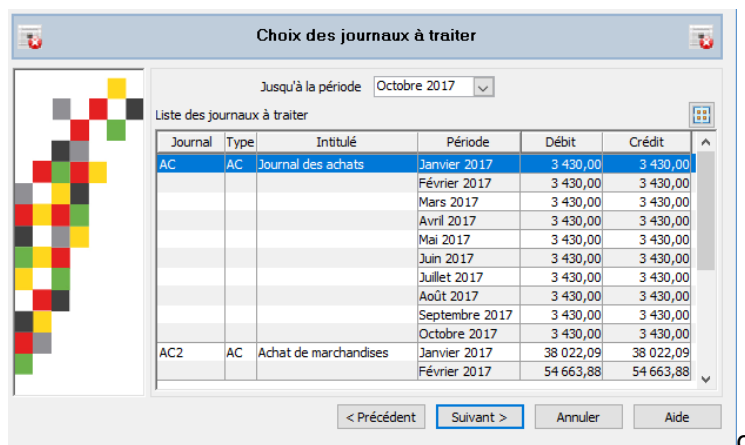 Choix des journaux à traiter
Jusqu'à la période Octobre 2017
Liste des journaux à traiter
Journal Type Intitulé Période Débit Crédit
AC AC Journal des achats Janvier 2017 3 430,00 3 430,00
Février 2017 3 430,00 3 430,00
Mars 2017 3 430,00 3 430,00
Avril 2017 3 430,00 3 430,00
Mai 2017 3 430,00 3 430,00
Juin 2017 3 430,00 3 430,00
Juillet 2017 3 430,00 3 430,00
Août 2017 3 430,00 3 430,00
Septembre 2017 3 430,00 3 430,00
Octobre 2017 3 430,00 3 430,00
AC2 AC Achat de marchandises Janvier 2017 38 022,09 38 022,09
Février 2017 54 663,88 54 663,88
< Précédent Suivant > Annuler Aide